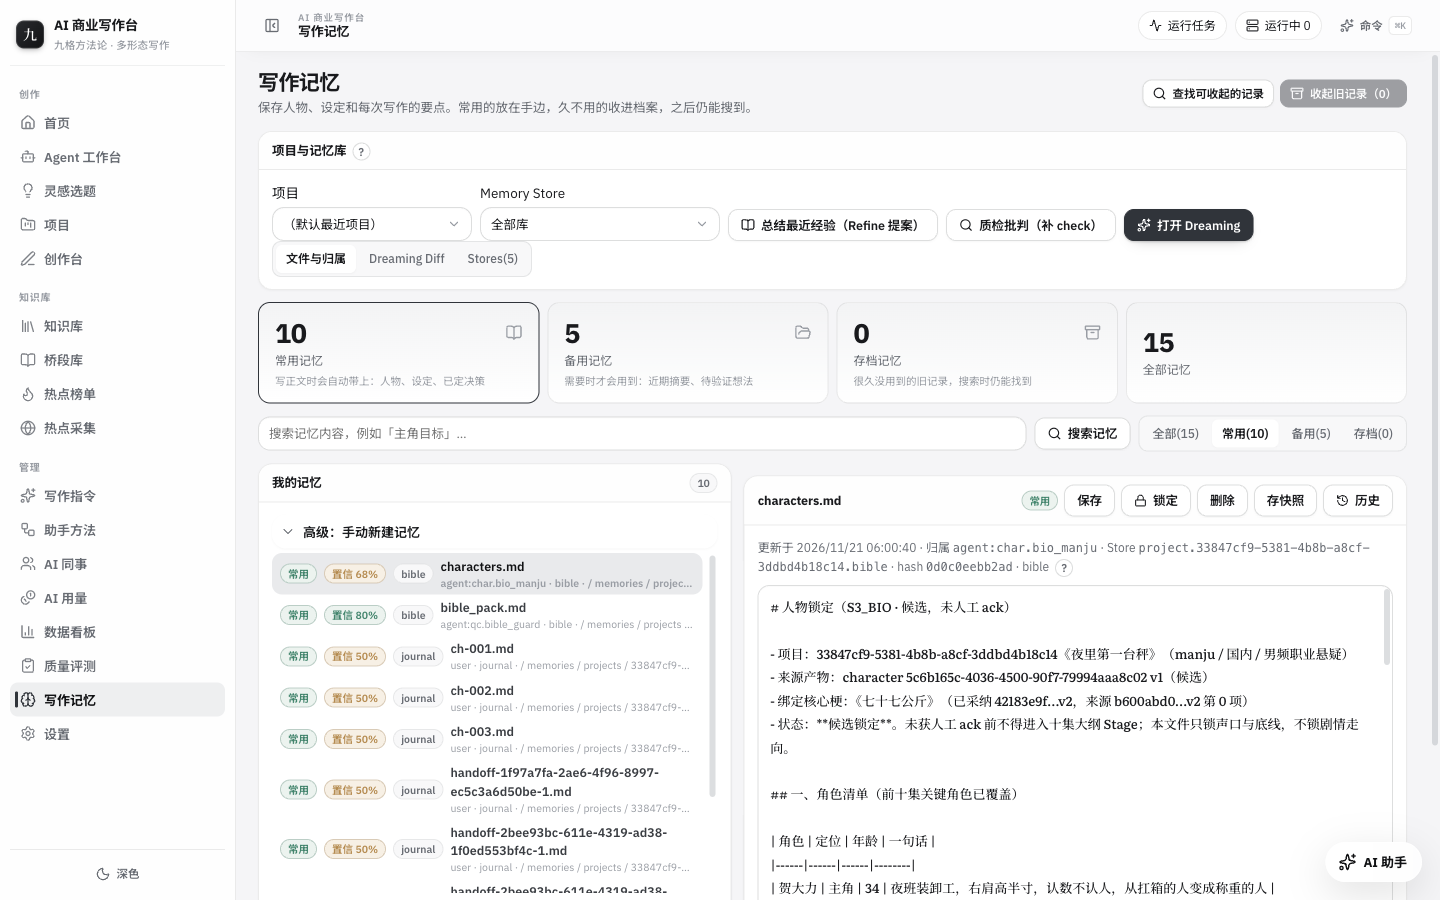 九
AI 商业写作台
九格方法论 · 多形态写作
创作
首页
Agent 工作台
灵感选题
项目
创作台
知识库
知识库
桥段库
热点榜单
热点采集
管理
写作指令
助手方法
AI 同事
AI 用量
数据看板
质量评测
写作记忆
设置
深色
AI 商业写作台
写作记忆
运行任务
运行中 0
命令 ⌘K
写作记忆
保存人物、设定和每次写作的要点。常用的放在手边，久不用的收进档案，之后仍能搜到。
查找可收起的记录
收起旧记录（0）
项目与记忆库 ?
项目
Memory Store
（默认最近项目）
全部库
总结最近经验（Refine 提案）
质检批判（补 check）
打开 Dreaming
文件与归属
Dreaming Diff
Stores(5)
10
常用记忆
写正文时会自动带上：人物、设定、已定决策
5
备用记忆
需要时才会用到：近期摘要、待验证想法
0
存档记忆
很久没用到的旧记录，搜索时仍能找到
15
全部记忆
搜索记忆内容，例如「主角目标」…
搜索记忆
全部(15)
常用(10)
备用(5)
存档(0)
我的记忆
10
高级：手动新建记忆
常用 置信 68% bible characters.md
agent:char.bio_manju · bible · / memories / projec…
常用 置信 80% bible bible_pack.md
agent:qc.bible_guard · bible · / memories / projects …
常用 置信 50% journal ch-001.md
user · journal · / memories / projects / 33847cf9-…
常用 置信 50% journal ch-002.md
user · journal · / memories / projects / 33847cf9-…
常用 置信 50% journal ch-003.md
user · journal · / memories / projects / 33847cf9-…
常用 置信 50% journal handoff-1f97a7fa-2ae6-4f96-8997-
ec5c3a6d50be-1.md
user · journal · / memories / projects / 33847cf9-…
常用 置信 50% journal handoff-2bee93bc-611e-4319-ad38-
1f0ed553bf4c-1.md
user · journal · / memories / projects / 33847cf9-…
handoff-2bee93bc-611e-4319-ad38-
characters.md
常用
保存
锁定
删除
存快照
历史
更新于 2026/11/21 06:00:40 · 归属 agent:char.bio_manju · Store project.33847cf9-5381-4b8b-a8cf-
3ddbd4b18c14.bible · hash 0d0c0eebb2ad · bible ?
# 人物锁定（S3_BIO · 候选，未人工 ack）
- 项目：33847cf9-5381-4b8b-a8cf-3ddbd4b18c14《夜里第一台秤》（manju / 国内 / 男频职业悬疑）
- 来源产物：character 5c6b165c-4036-4500-90f7-79994aaa8c02 v1（候选）
- 绑定核心梗：《七十七公斤》（已采纳 42183e9f…v2，来源 b600abd0…v2 第 0 项）
- 状态：**候选锁定**。未获人工 ack 前不得进入十集大纲 Stage；本文件只锁声口与底线，不锁剧情走
向。
## 一、角色清单（前十集关键角色已覆盖）
| 角色 | 定位 | 年龄 | 一句话 |
|------|------|------|--------|
| 贺大力 | 主角 | 34 | 夜班装卸工，右肩高半寸，认数不认人，从扛箱的人变成称重的人 |
AI 助手